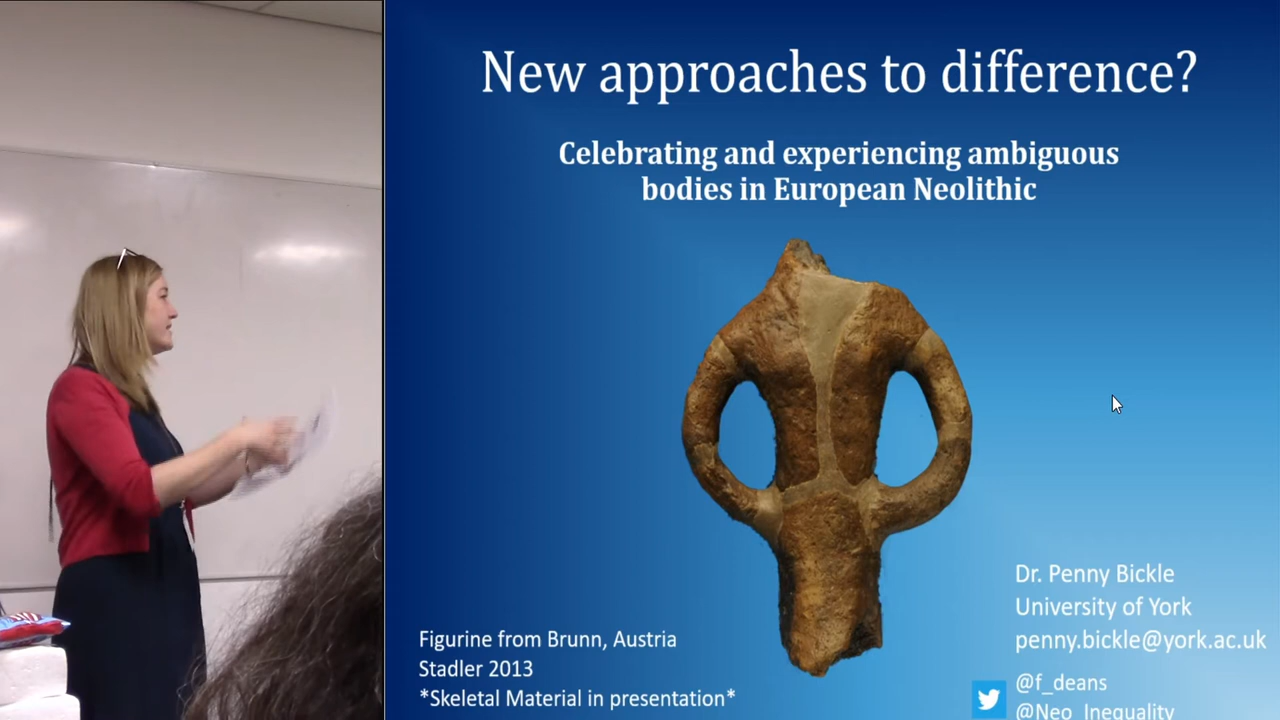 New approaches to difference?
Celebrating and experiencing ambiguous
bodies in European Neolithic
Figurine from Brunn, Austria
Stadler 2013
*Skeletal Material in presentation*
Dr. Penny Bickle
University of York
penny.bickle@york.ac.uk
@f_deans
@Neo_Inequality